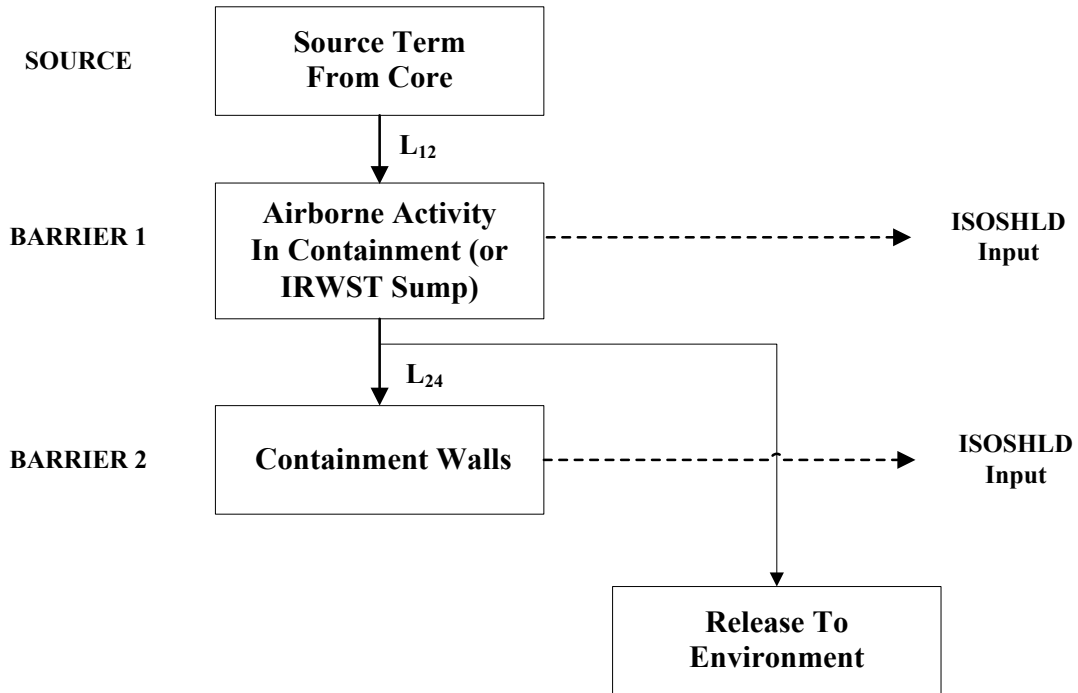 SOURCE
Source Term
From Core
L₁₂
BARRIER 1
Airborne Activity
In Containment (or
IRWST Sump)
ISOSHLD
Input
L₂₄
BARRIER 2
Containment Walls
ISOSHLD
Input
Release To
Environment